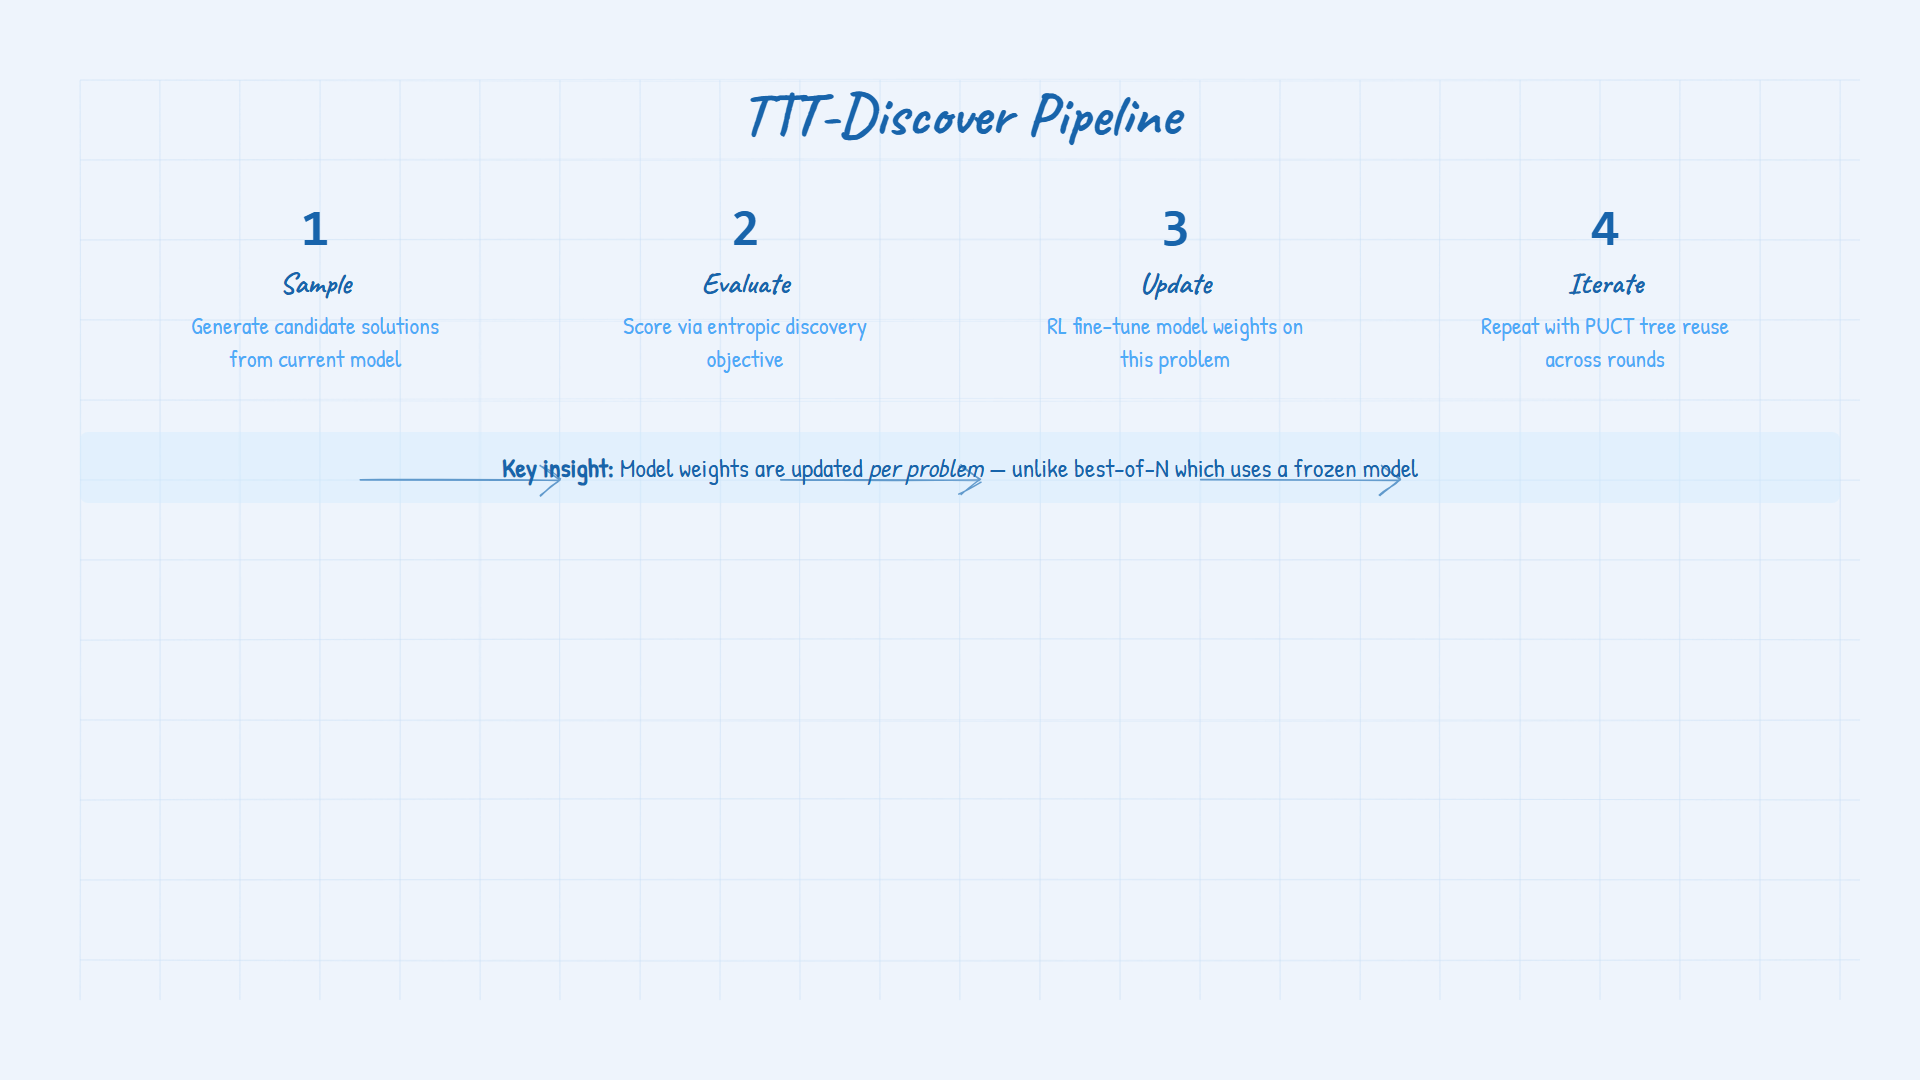 TTT-Discover Pipeline
1
Sample
Generate candidate solutions
from current model
2
Evaluate
Score via entropic discovery
objective
3
Update
RL fine-tune model weights on
this problem
4
Iterate
Repeat with PUCT tree reuse
across rounds
Key insight: Model weights are updated per problem — unlike best-of-N which uses a frozen model